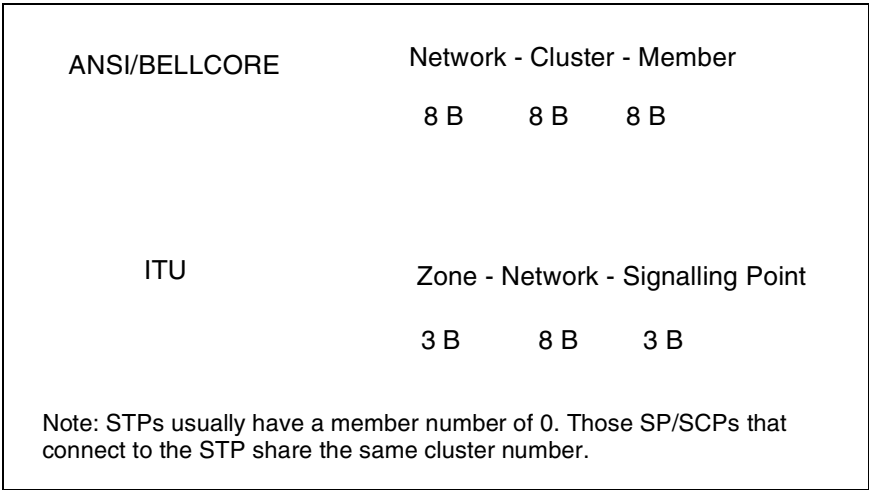 ANSI/BELLCORE Network - Cluster - Member
8 B 8 B 8 B
ITU Zone - Network - Signalling Point
3 B 8 B 3 B
Note: STPs usually have a member number of 0. Those SP/SCPs that
connect to the STP share the same cluster number.